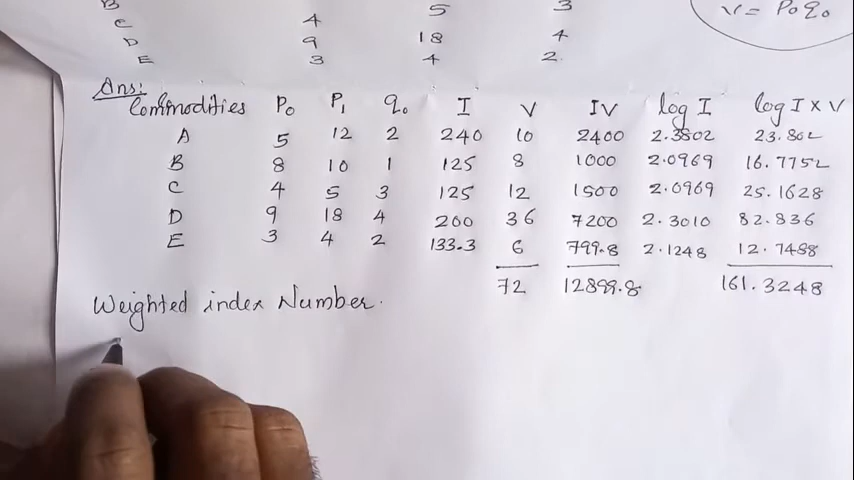 B 5 3
C 4 18 4
D 9 4 2.
E 3
V = P0q0
Ans:
Commodities P0 P1 q0 I V IV log I log I x V
A 5 12 2 240 10 2400 2.3802 23.802
B 8 10 1 125 8 1000 2.0969 16.7752
C 4 5 3 125 12 1500 2.0969 25.1628
D 9 18 4 200 36 7200 2.3010 82.836
E 3 4 2 133.3 6 799.8 2.1248 12.7488
72 12899.8 161.3248
Weighted index Number.